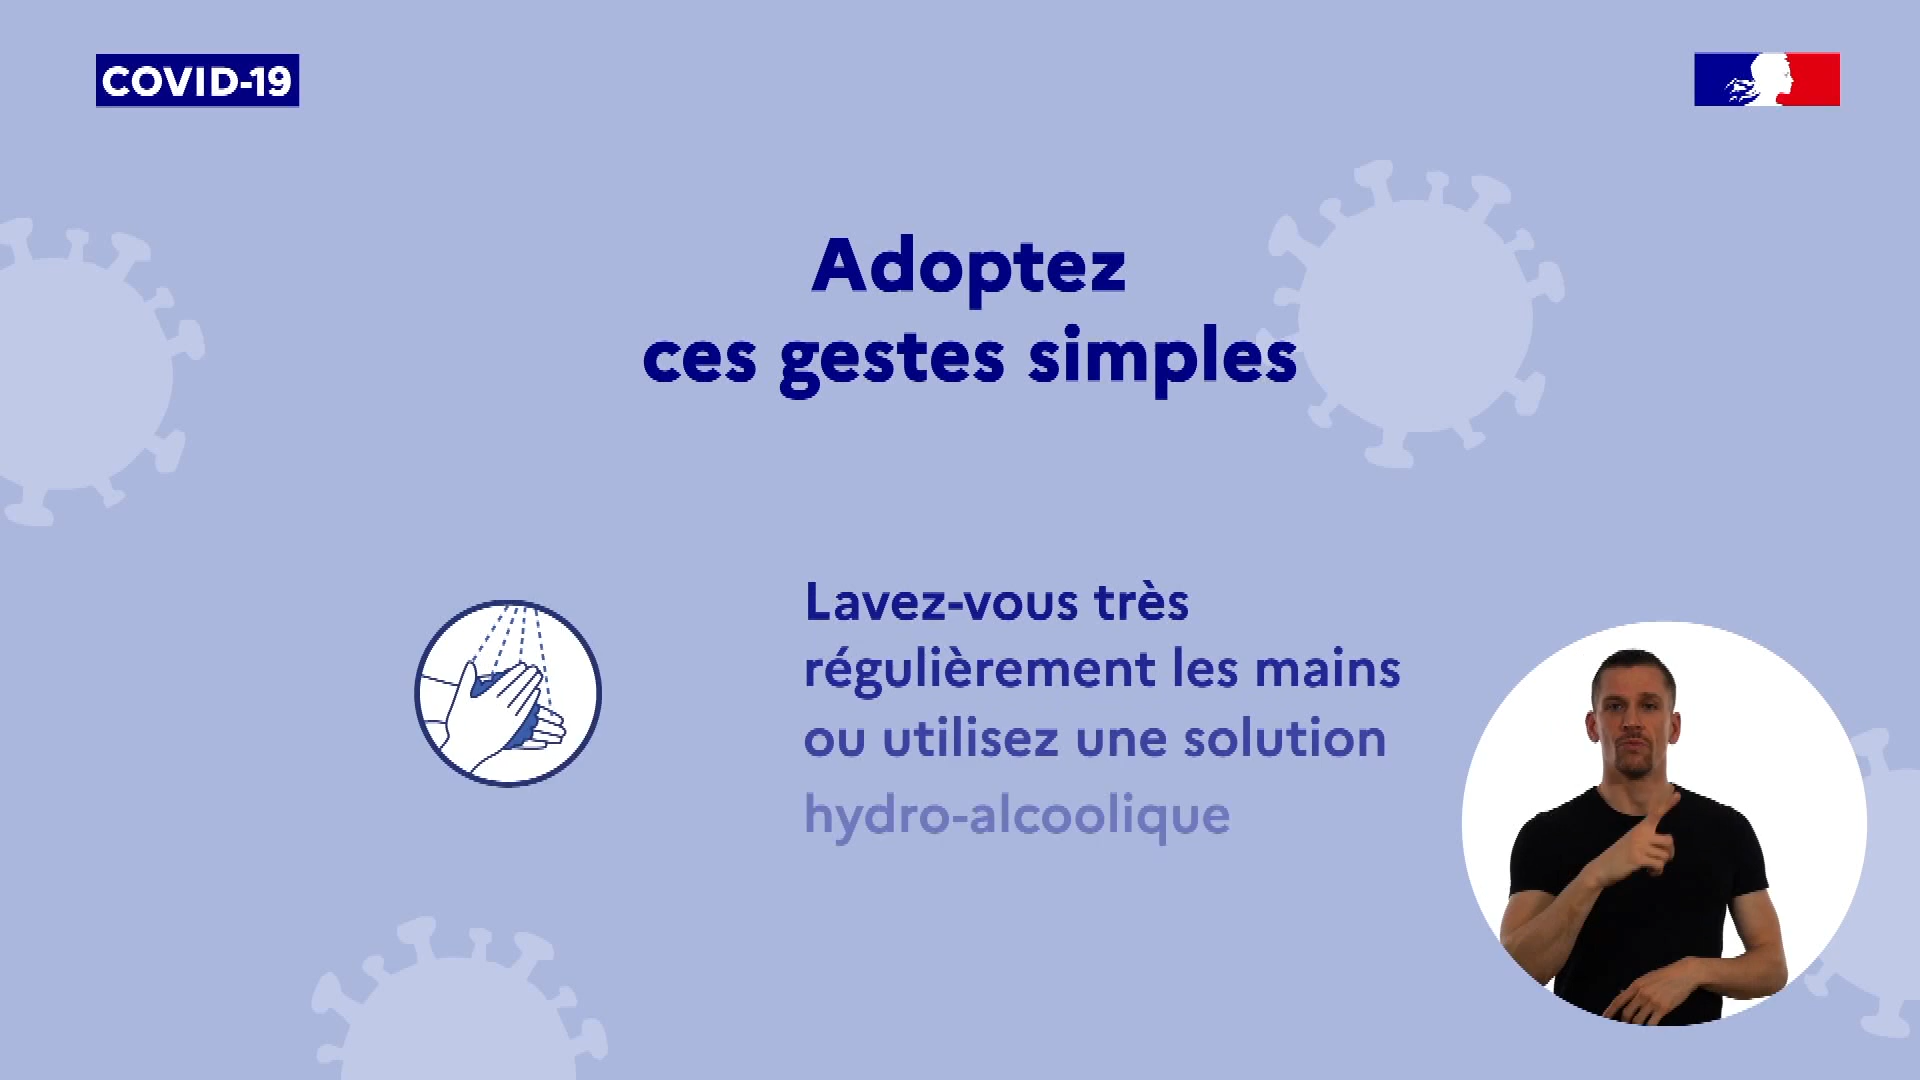 COVID-19
Adoptez
ces gestes simples
Lavez-vous très
régulièrement les mains
ou utilisez une solution
hydro-alcoolique